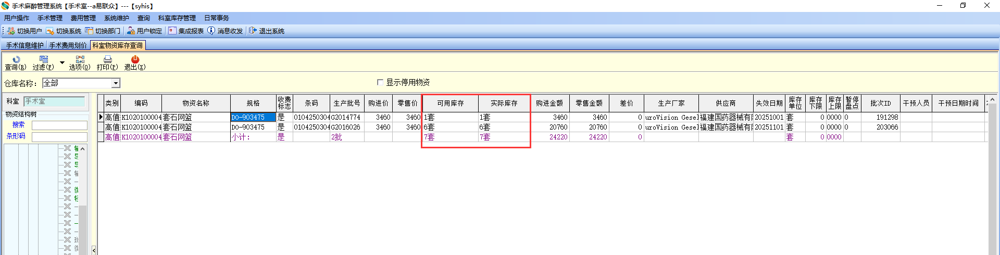 手术麻醉管理系统【手术室--a易联众】---【syhis】
用户操作 手术管理 费用管理 系统维护 查询 科室库存管理 日常事务
切换用户 切换系统 切换部门 用户锁定 集成报表 消息收发 退出系统
手术信息维护 手术费用划价 科室物资库存查询
查询(R) 过滤(F) 选项(O) 打印(P) 退出(X)
仓库名称： 全部 显示停用物资
科室 手术室
物资结构树
搜索
条形码
类别 编码 物资名称 规格 收费标志 条码 生产批号 购进价 零售价 可用库存 实际库存 购进金额 零售金额 差价 生产厂家 供应商 失效日期 库存单位 库存下限 库存上限 暂停盘点 批次ID 干预人员 干预日期时间
高值 K1020100004 套石网篮 DO-903475 是 0104250304 G2014774 3460 3460 1套 1套 3460 3460 0 uroVision Gesel 福建国药器械有 20251001 套 0 0000 0 191298
高值 K1020100004 套石网篮 DO-903475 是 0104250304 G2016026 3460 3460 6套 6套 20760 20760 0 uroVision Gesel 福建国药器械有 20251101 套 0 0000 0 203066
高值 K1020100004 套石网篮 小计： 是 2批 7套 7套 24220 24220 0 套 0 0000